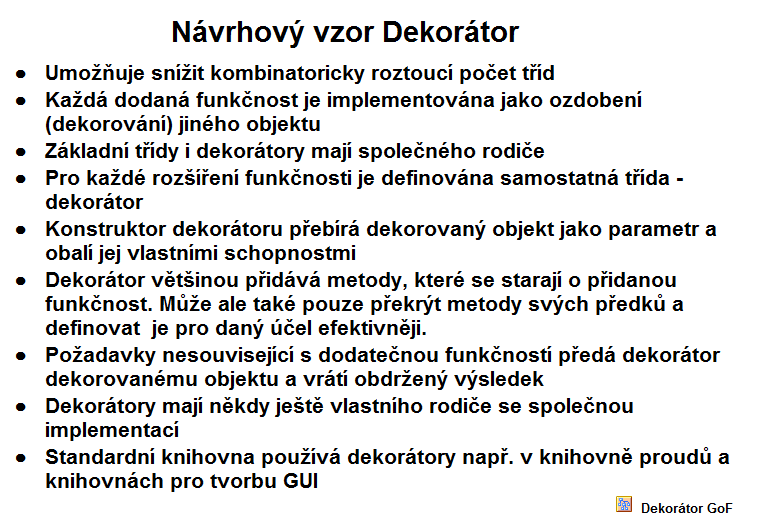 Návrhový vzor Dekorátor
● Umožňuje snížit kombinatoricky roztoucí počet tříd
● Každá dodaná funkčnost je implementována jako ozdobení
(dekorování) jiného objektu
● Základní třídy i dekorátory mají společného rodiče
● Pro každé rozšíření funkčnosti je definována samostatná třída -
dekorátor
● Konstruktor dekorátoru přebírá dekorovaný objekt jako parametr a
obalí jej vlastními schopnostmi
● Dekorátor většinou přidává metody, které se starají o přidanou
funkčnost. Může ale také pouze překrýt metody svých předků a
definovat  je pro daný účel efektivněji.
● Požadavky nesouvisející s dodatečnou funkčností předá dekorátor
dekorovanému objektu a vrátí obdržený výsledek
● Dekorátory mají někdy ještě vlastního rodiče se společnou
implementací
● Standardní knihovna používá dekorátory např. v knihovně proudů a
knihovnách pro tvorbu GUI
Dekorátor GoF